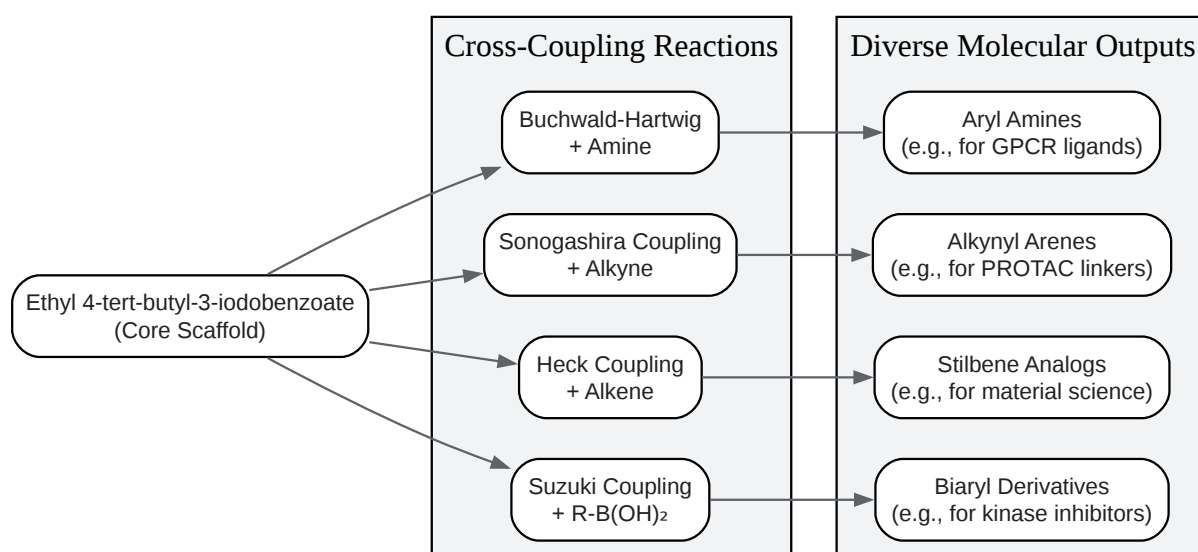 Cross-Coupling Reactions
Diverse Molecular Outputs
Buchwald-Hartwig
+ Amine
Aryl Amines
(e.g., for GPCR ligands)
Sonogashira Coupling
+ Alkyne
Alkynyl Arenes
(e.g., for PROTAC linkers)
Ethyl 4-tert-butyl-3-iodobenzoate
(Core Scaffold)
Heck Coupling
+ Alkene
Stilbene Analogs
(e.g., for material science)
Suzuki Coupling
+ R-B(OH)₂
Biaryl Derivatives
(e.g., for kinase inhibitors)